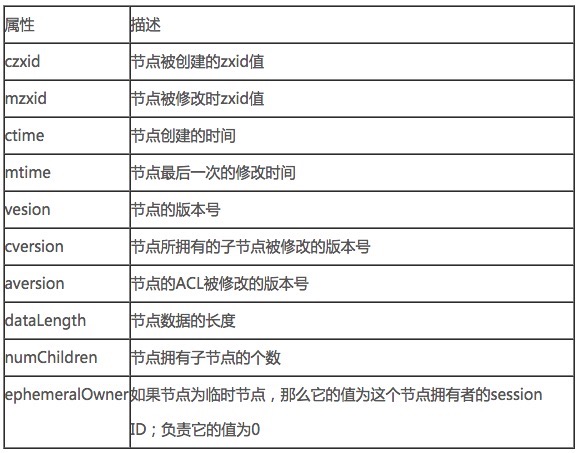 属性 描述
czxid 节点被创建的zxid值
mzxid 节点被修改时zxid值
ctime 节点创建的时间
mtime 节点最后一次的修改时间
vesion 节点的版本号
cversion 节点所拥有的子节点被修改的版本号
aversion 节点的ACL被修改的版本号
dataLength 节点数据的长度
numChildren 节点拥有子节点的个数
ephemeralOwner 如果节点为临时节点，那么它的值为这个节点拥有者的session
ID；负责它的值为0